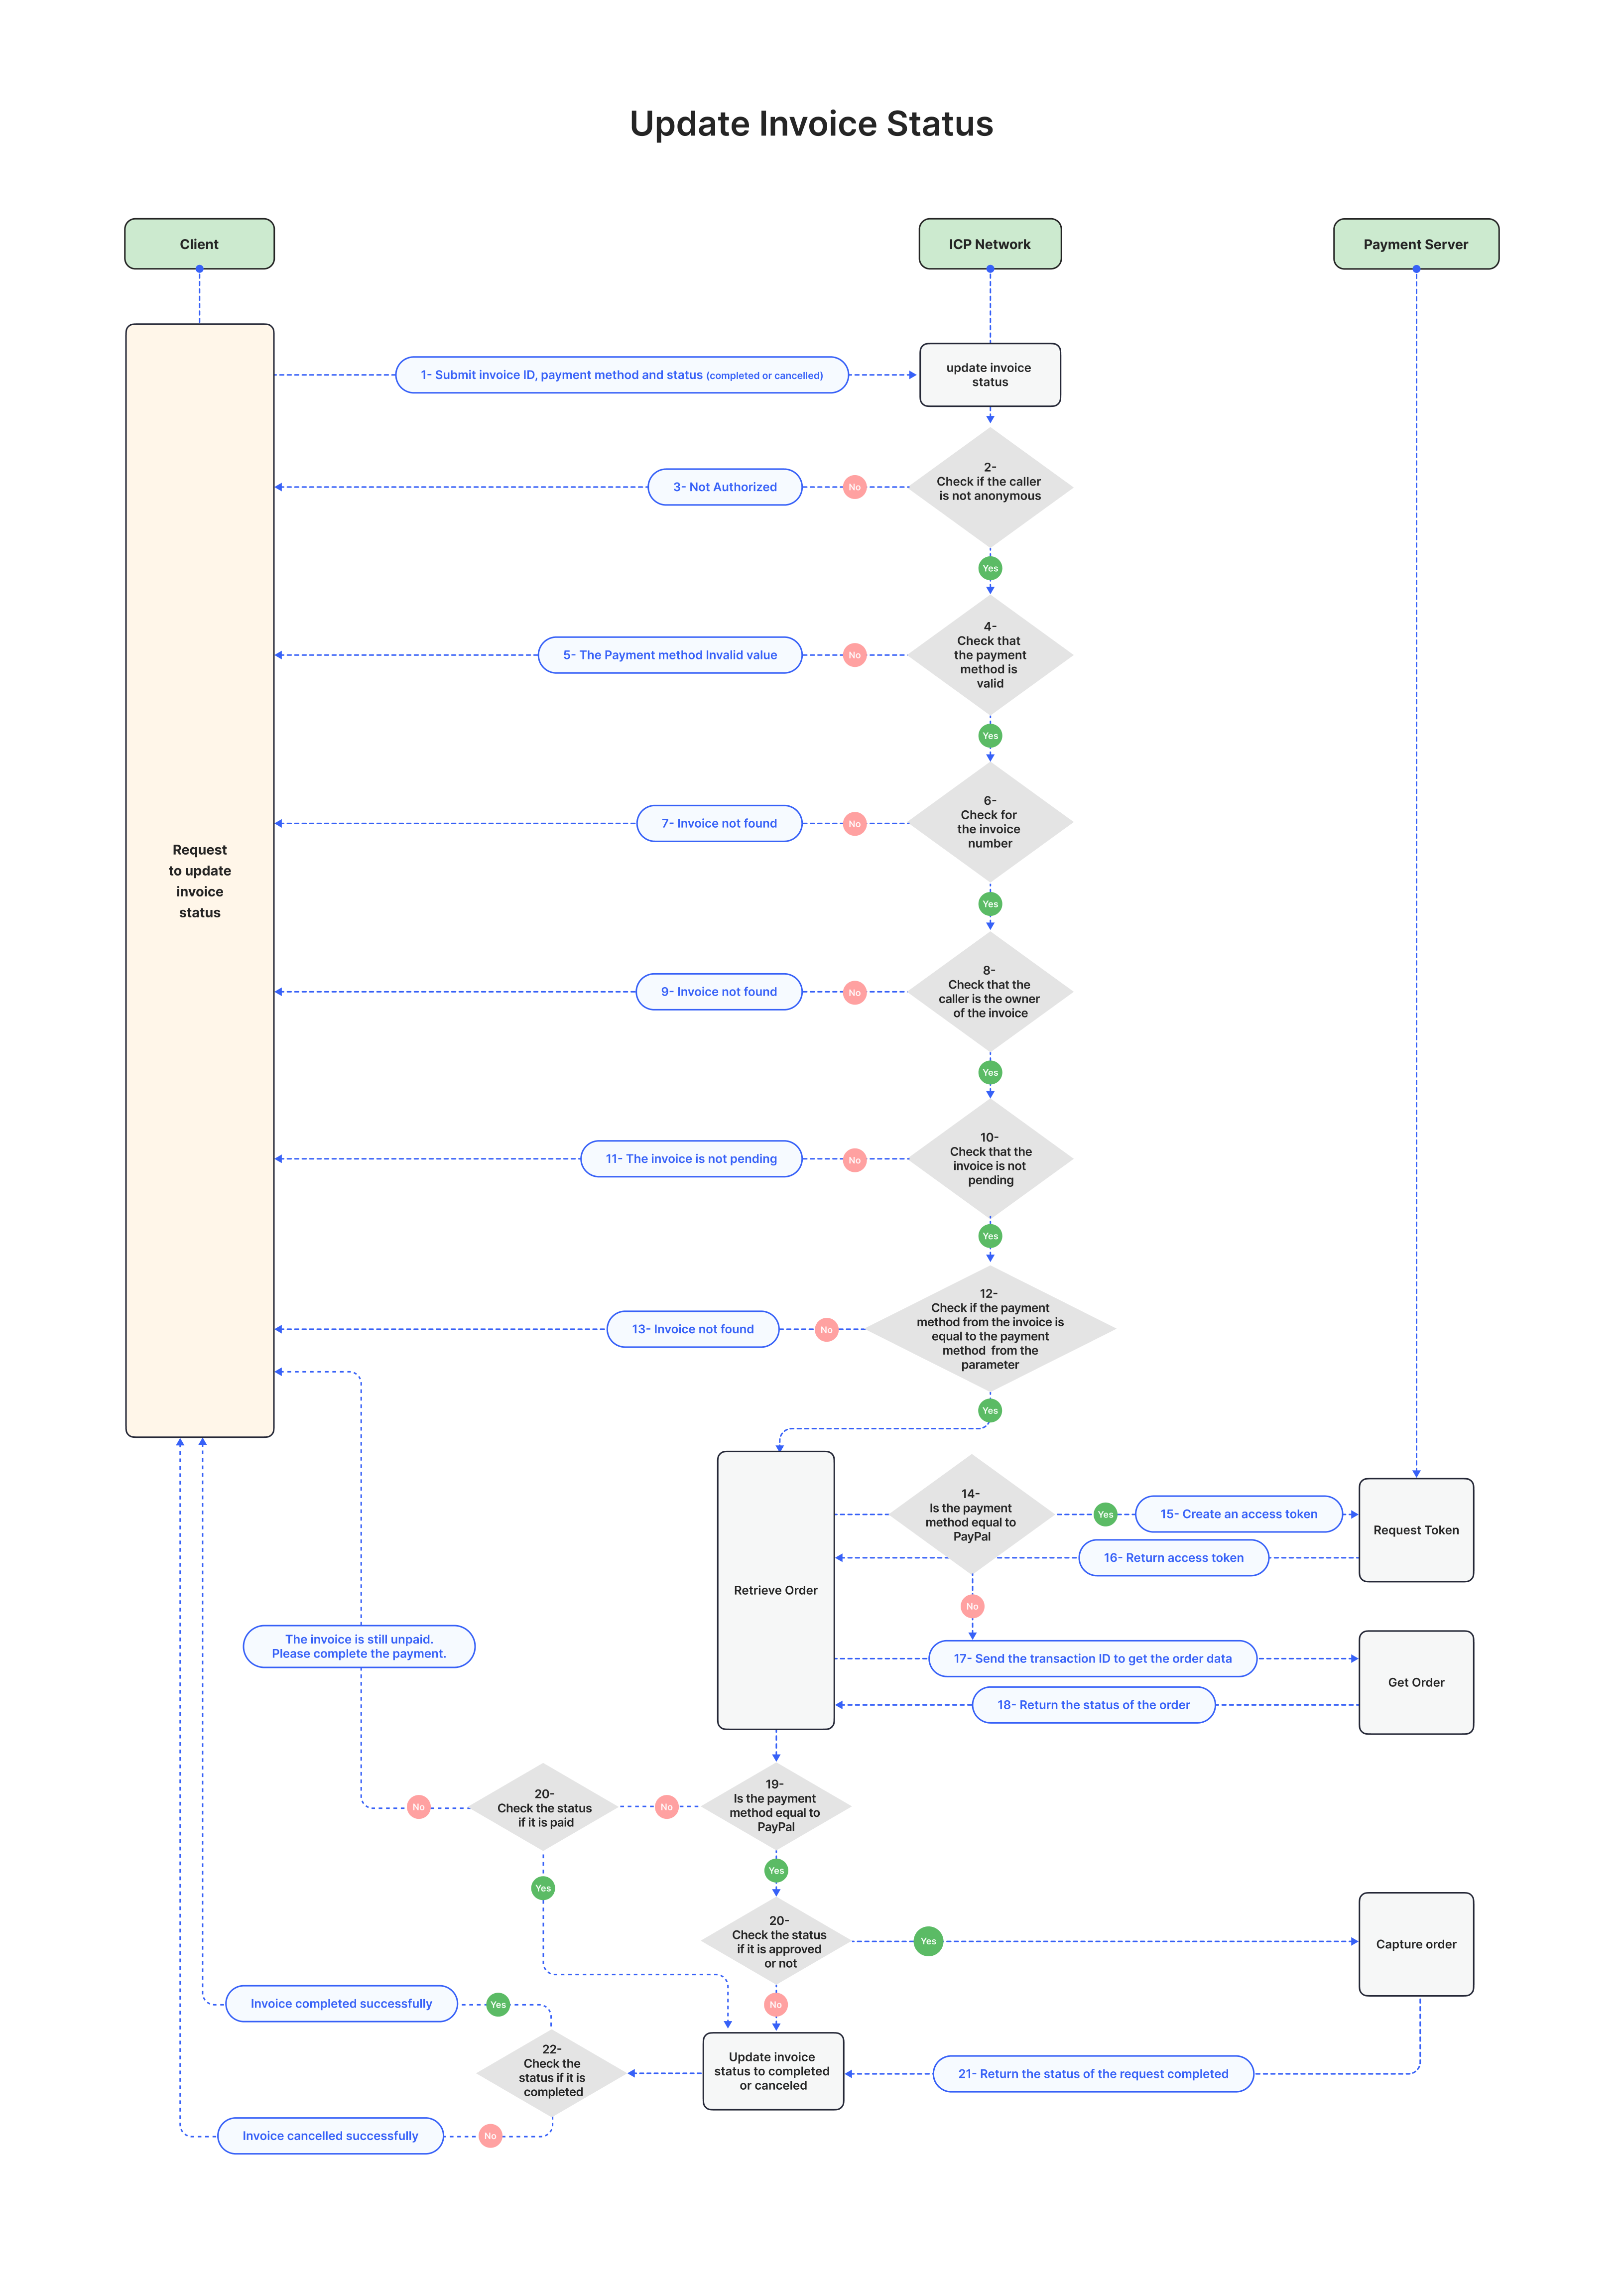 Update Invoice Status
Client
ICP Network
Payment Server
1- Submit invoice ID, payment method and status (completed or cancelled)
update invoice
status
2-
Check if the caller
is not anonymous
No
3- Not Authorized
Yes
4-
Check that
the payment
method is
valid
No
5- The Payment method Invalid value
Yes
6-
Check for
the invoice
number
No
7- Invoice not found
Yes
Request
to update
invoice
status
8-
Check that the
caller is the owner
of the invoice
No
9- Invoice not found
Yes
10-
Check that the
invoice is not
pending
No
11- The invoice is not pending
Yes
12-
Check if the payment
method from the invoice is
equal to the payment
method from the
parameter
No
13- Invoice not found
Yes
Retrieve Order
14-
Is the payment
method equal to
PayPal
Yes
15- Create an access token
Request Token
16- Return access token
No
17- Send the transaction ID to get the order data
Get Order
18- Return the status of the order
The invoice is still unpaid.
Please complete the payment.
19-
Is the payment
method equal to
PayPal
No
20-
Check the status
if it is paid
No
Yes
Yes
20-
Check the status
if it is approved
or not
Yes
Capture order
No
Update invoice
status to completed
or canceled
21- Return the status of the request completed
22-
Check the
status if it is
completed
Yes
Invoice completed successfully
No
Invoice cancelled successfully